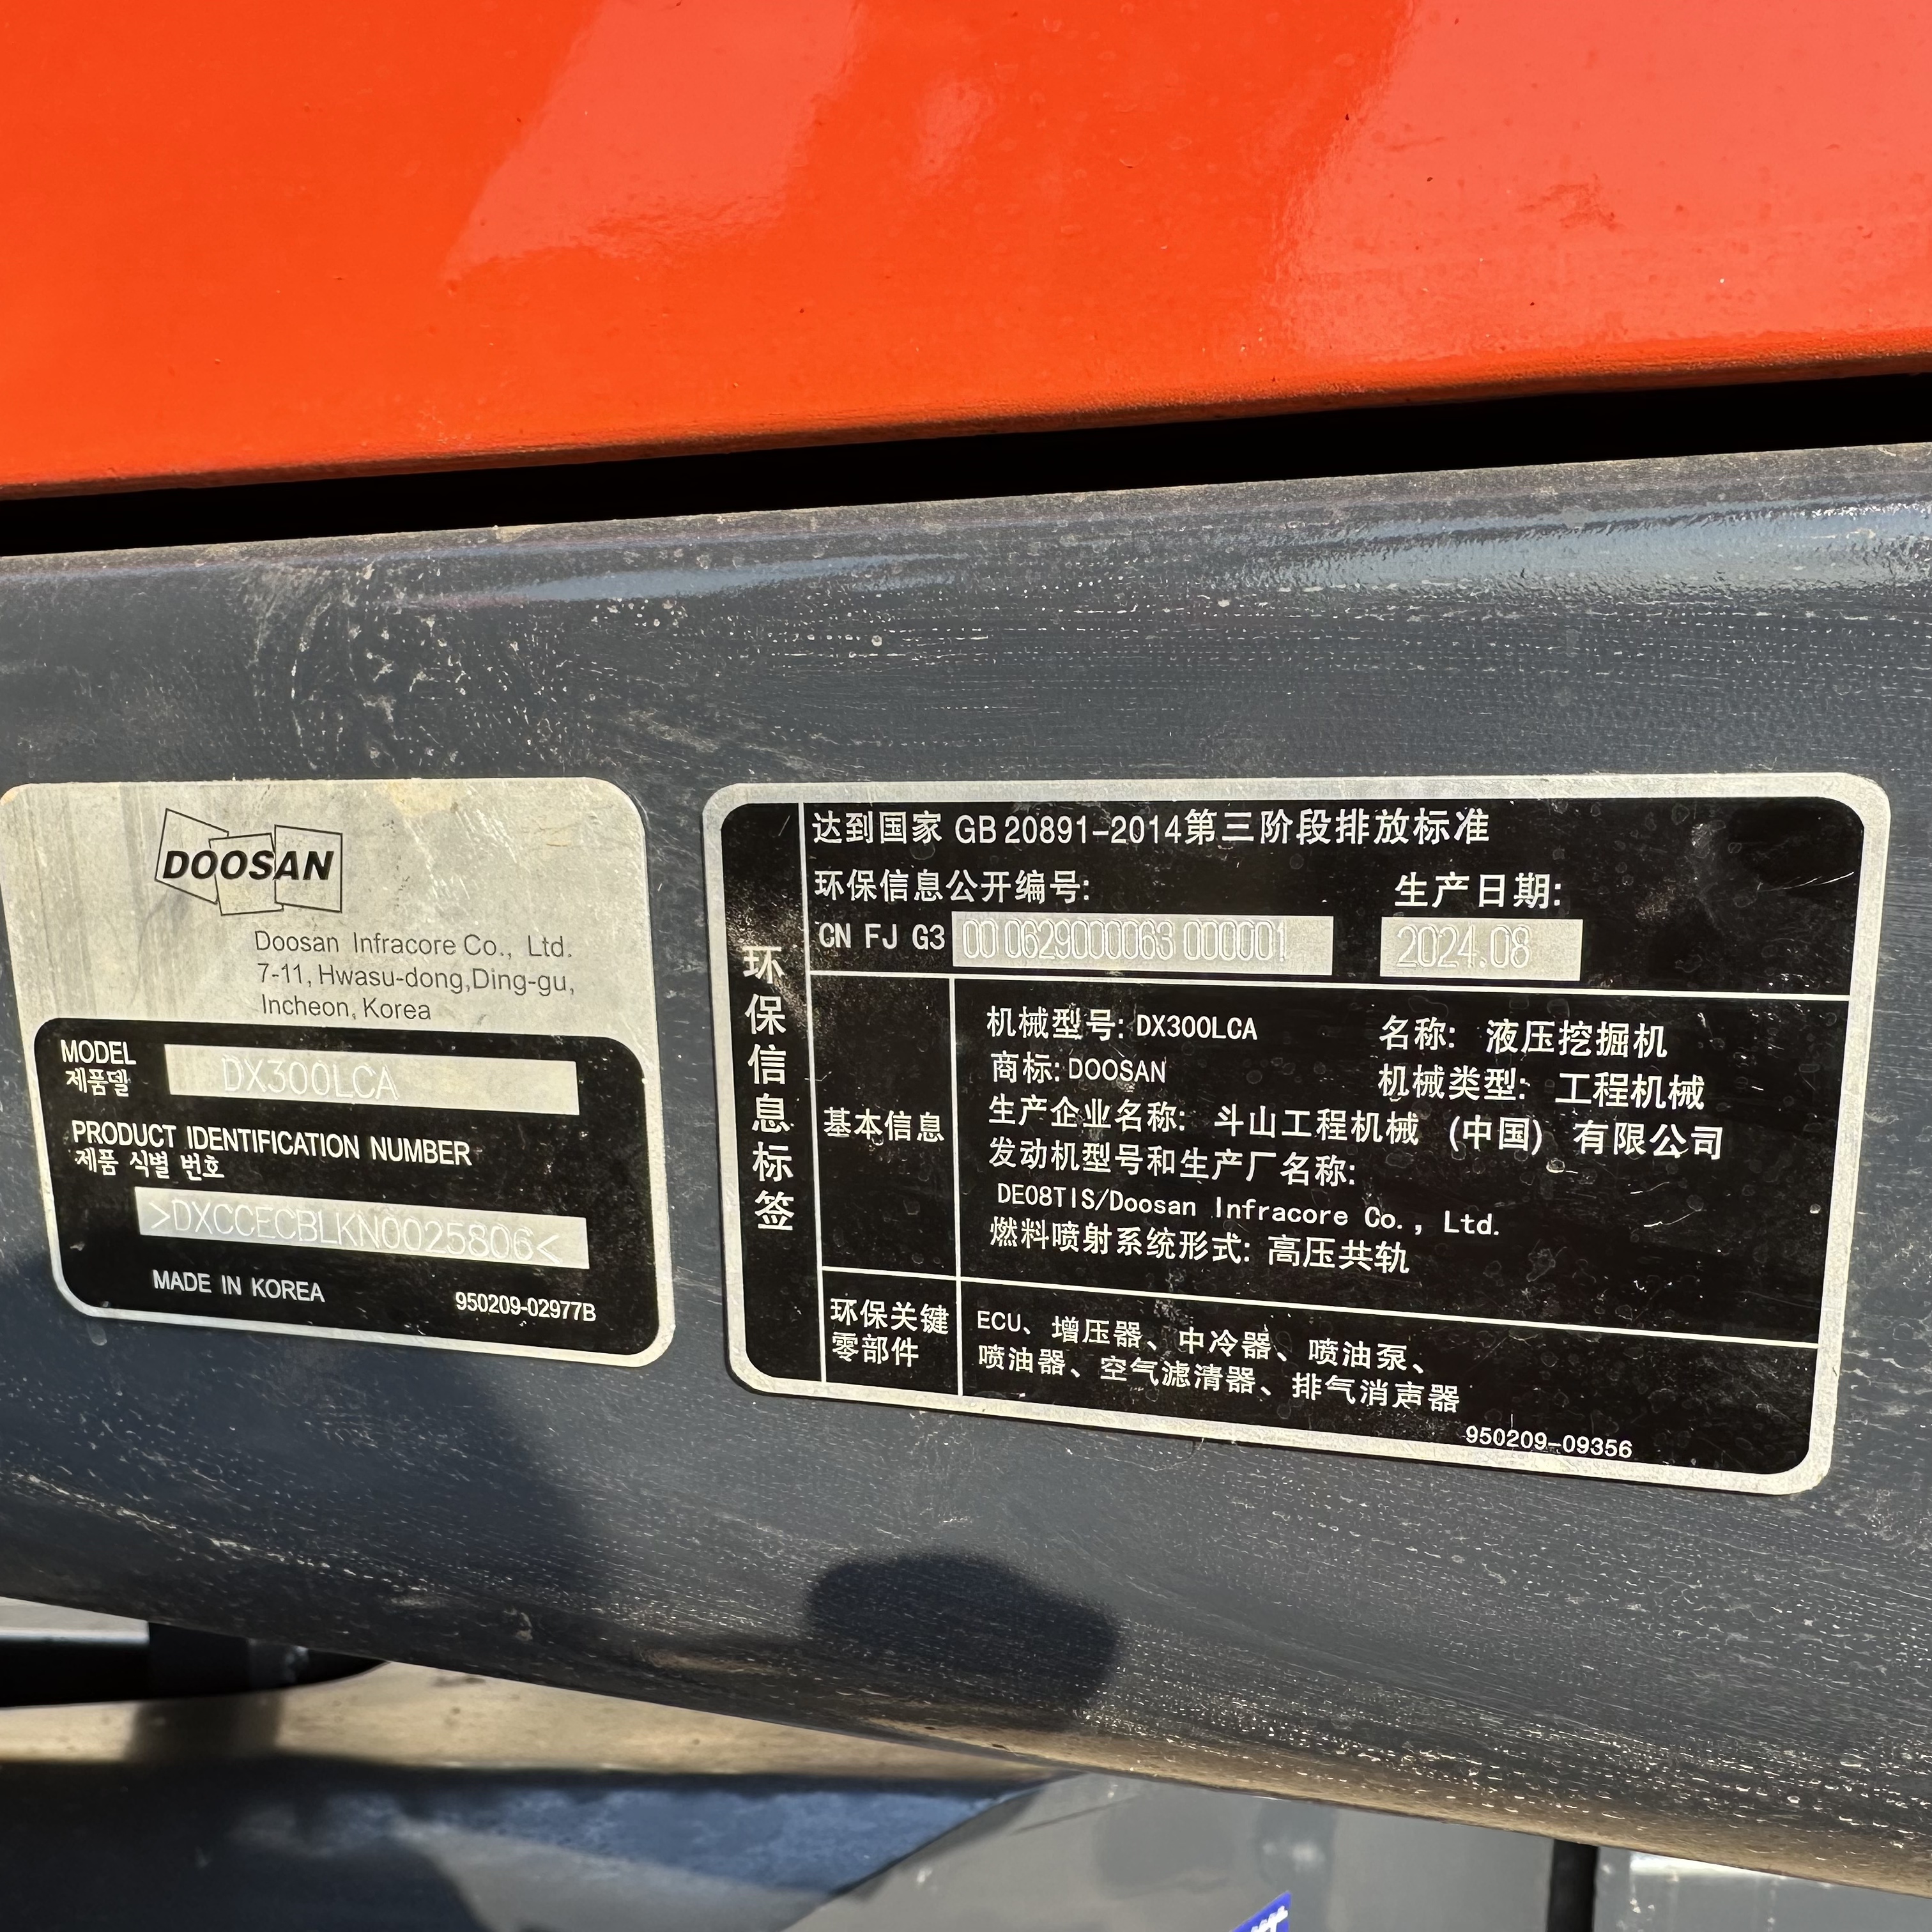 DOOSAN
Doosan Infracore Co., Ltd.
7-11, Hwasu-dong,Ding-gu,
Incheon, Korea
MODEL
제품델
DX300LCA
PRODUCT IDENTIFICATION NUMBER
제품 식별 번호
>DXCCECBLKN0025806<
MADE IN KOREA
950209-02977B
环保信息标签
达到国家 GB 20891-2014第三阶段排放标准
环保信息公开编号:
生产日期:
CN FJ G3 00 0629000063 000001
2024.08
基本信息
机械型号: DX300LCA
名称: 液压挖掘机
商标: DOOSAN
机械类型: 工程机械
生产企业名称: 斗山工程机械 (中国) 有限公司
发动机型号和生产厂名称:
DE08TIS/Doosan Infracore Co., Ltd.
燃料喷射系统形式: 高压共轨
环保关键
零部件
ECU、增压器、中冷器、喷油泵、
喷油器、空气滤清器、排气消声器
950209-09356